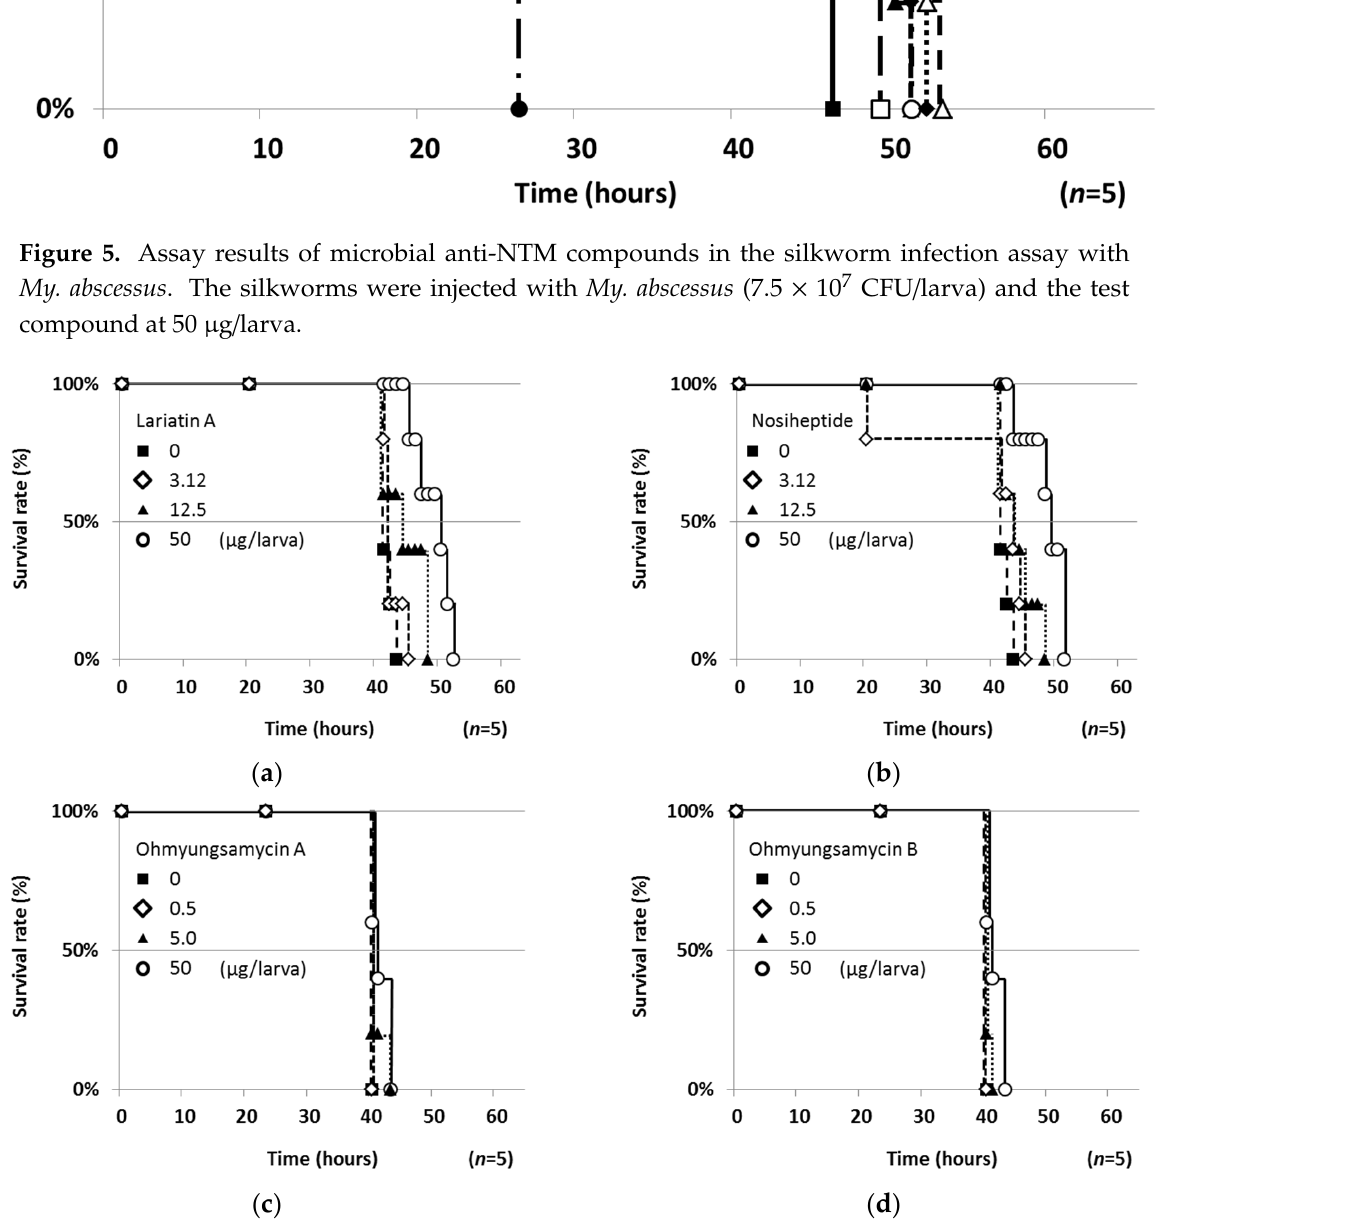 0%
0 10 20 30 40 50 60
Time (hours) (n=5)
Figure 5. Assay results of microbial anti-NTM compounds in the silkworm infection assay with
My. abscessus. The silkworms were injected with My. abscessus (7.5 × 10⁷ CFU/larva) and the test
compound at 50 µg/larva.
100%
Lariatin A
0
3.12
12.5
50 (µg/larva)
50%
0%
Survival rate (%)
0 10 20 30 40 50 60
Time (hours) (n=5)
(a)
100%
Nosiheptide
0
3.12
12.5
50 (µg/larva)
50%
0%
Survival rate (%)
0 10 20 30 40 50 60
Time (hours) (n=5)
(b)
100%
Ohmyungsamycin A
0
0.5
5.0
50 (µg/larva)
50%
0%
Survival rate (%)
0 10 20 30 40 50 60
Time (hours) (n=5)
(c)
100%
Ohmyungsamycin B
0
0.5
5.0
50 (µg/larva)
50%
0%
Survival rate (%)
0 10 20 30 40 50 60
Time (hours) (n=5)
(d)